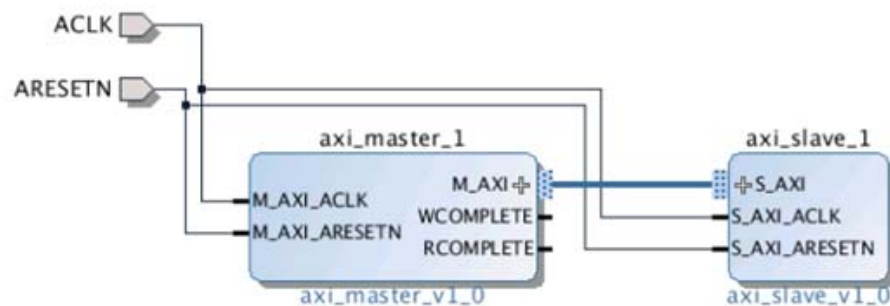 ACLK
ARESETN
axi_master_1
axi_slave_1
M_AXI
S_AXI
M_AXI_ACLK
WCOMPLETE
S_AXI_ACLK
M_AXI_ARESETN
RCOMPLETE
S_AXI_ARESETN
axi_master_v1_0
axi_slave_v1_0